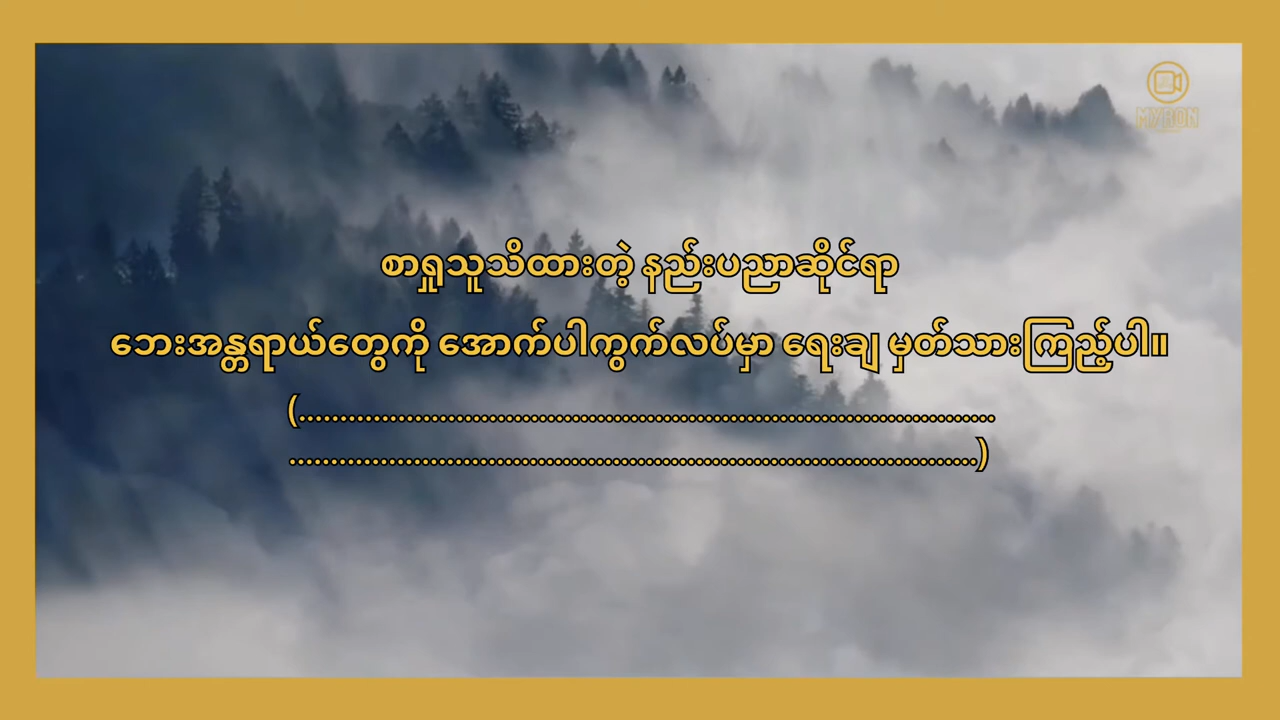 MYRON
စာရှုသူသိထားတဲ့ နည်းပညာဆိုင်ရာ
ဘေးအန္တရာယ်တွေကို အောက်ပါကွက်လပ်မှာ ရေးချ မှတ်သားကြည့်ပါ။
(....................................................................................
...................................................................................)